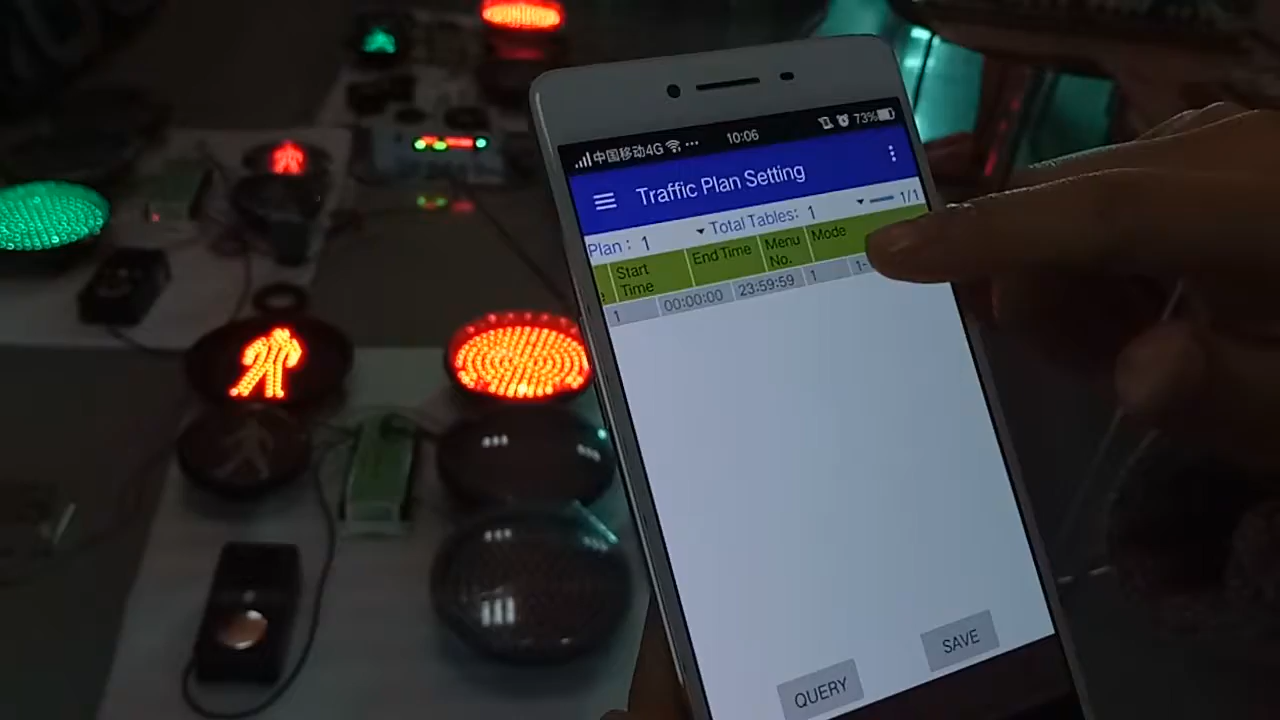 中国移动4G ... 10:06 73%
Traffic Plan Setting
Plan : 1 Total Tables: 1 1/1
Start Time End Time Menu No. Mode
1 00:00:00 23:59:59 1 1-
QUERY SAVE